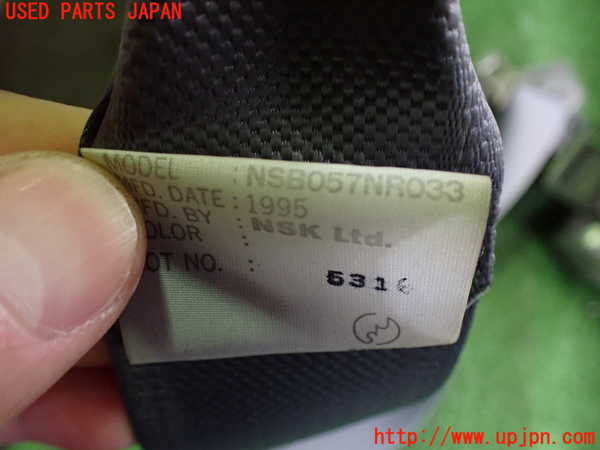 USED PARTS JAPAN
MODEL : NSB057NR033
MFD. DATE : 1995
MFD. BY : NSK Ltd.
COLOR :
LOT NO. : 531
http://www.upjpn.com/